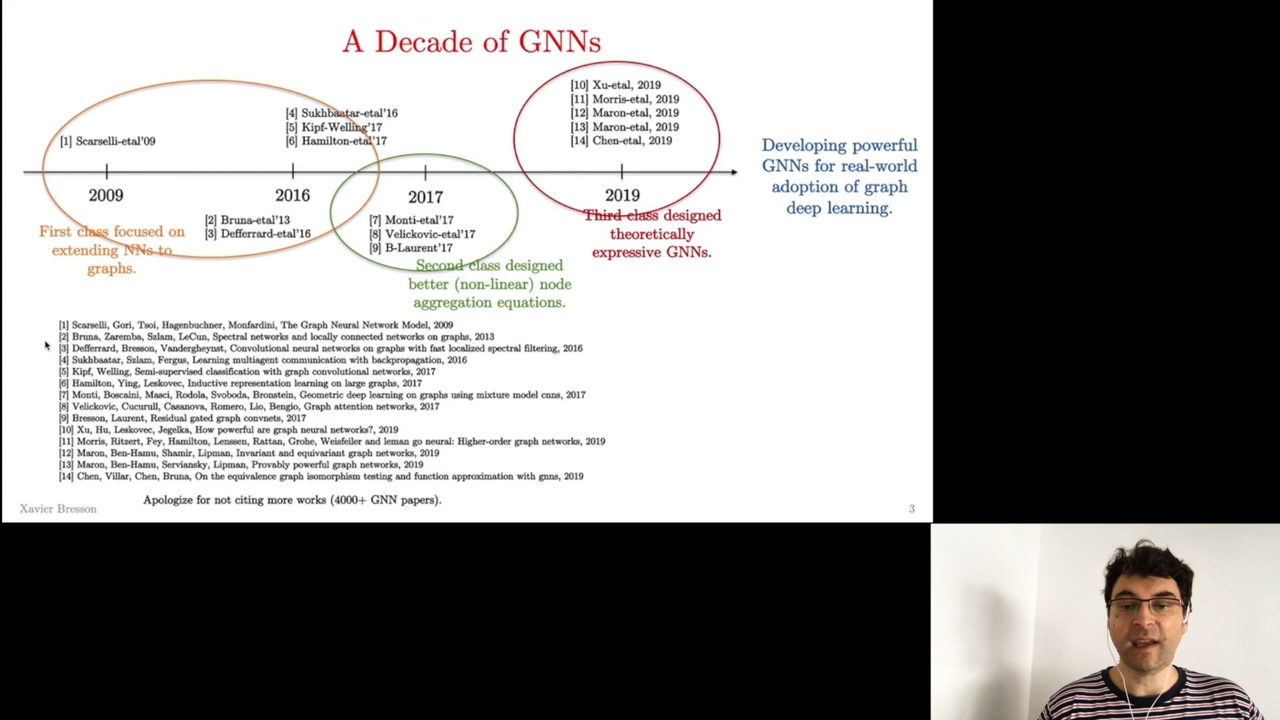 A Decade of GNNs
[1] Scarselli-etal'09
[4] Sukhbaatar-etal'16
[5] Kipf-Welling'17
[6] Hamilton-etal'17
[10] Xu-etal, 2019
[11] Morris-etal, 2019
[12] Maron-etal, 2019
[13] Maron-etal, 2019
[14] Chen-etal, 2019
Developing powerful
GNNs for real-world
adoption of graph
deep learning.
2009
2016
2017
2019
[2] Bruna-etal'13
[3] Defferrard-etal'16
[7] Monti-etal'17
[8] Velickovic-etal'17
[9] B-Laurent'17
First class focused on
extending NNs to
graphs.
Second class designed
better (non-linear) node
aggregation equations.
Third class designed
theoretically
expressive GNNs.
[1] Scarselli, Gori, Tsoi, Hagenbuchner, Monfardini, The Graph Neural Network Model, 2009
[2] Bruna, Zaremba, Szlam, LeCun, Spectral networks and locally connected networks on graphs, 2013
[3] Defferrard, Bresson, Vandergheynst, Convolutional neural networks on graphs with fast localized spectral filtering, 2016
[4] Sukhbaatar, Szlam, Fergus, Learning multiagent communication with backpropagation, 2016
[5] Kipf, Welling, Semi-supervised classification with graph convolutional networks, 2017
[6] Hamilton, Ying, Leskovec, Inductive representation learning on large graphs, 2017
[7] Monti, Boscaini, Masci, Rodola, Svoboda, Bronstein, Geometric deep learning on graphs using mixture model cnns, 2017
[8] Velickovic, Cucurull, Casanova, Romero, Lio, Bengio, Graph attention networks, 2017
[9] Bresson, Laurent, Residual gated graph convnets, 2017
[10] Xu, Hu, Leskovec, Jegelka, How powerful are graph neural networks?, 2019
[11] Morris, Ritzert, Fey, Hamilton, Lenssen, Rattan, Grohe, Weisfeiler and leman go neural: Higher-order graph networks, 2019
[12] Maron, Ben-Hamu, Shamir, Lipman, Invariant and equivariant graph networks, 2019
[13] Maron, Ben-Hamu, Serviansky, Lipman, Provably powerful graph networks, 2019
[14] Chen, Villar, Chen, Bruna, On the equivalence graph isomorphism testing and function approximation with gnns, 2019
Apologize for not citing more works (4000+ GNN papers).
Xavier Bresson
3